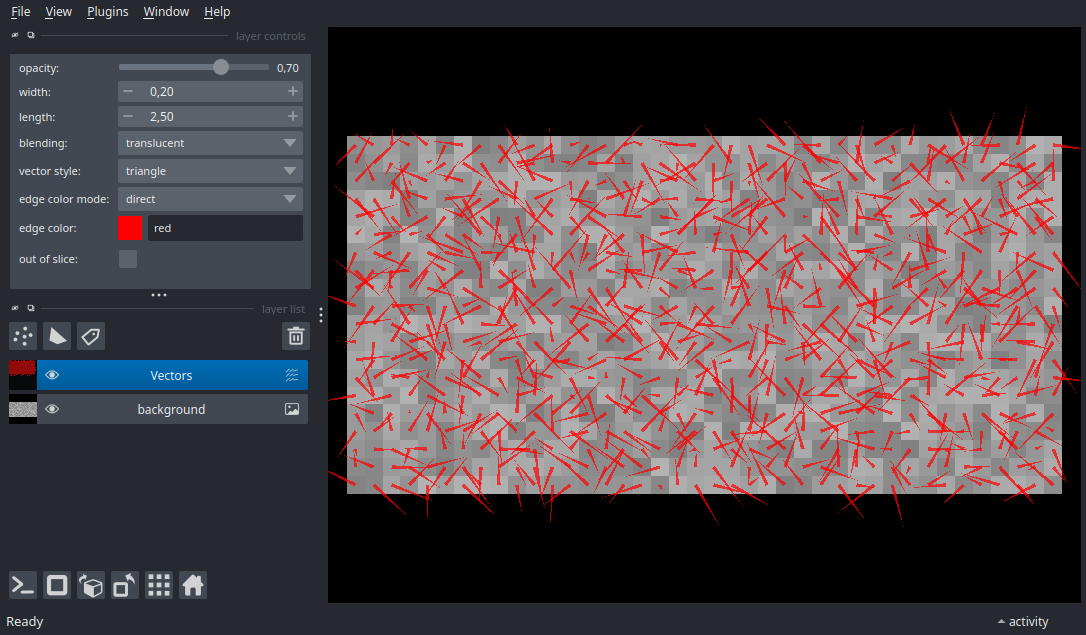 File View Plugins Window Help
layer controls
opacity: 0,70
width: − 0,20 +
length: − 2,50 +
blending: translucent
vector style: triangle
edge color mode: direct
edge color: red
out of slice:
layer list
Vectors
background
Ready
activity